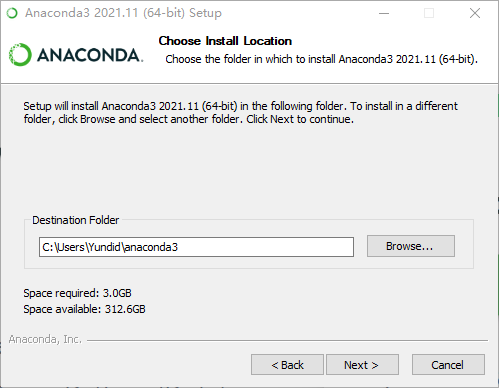 Anaconda3 2021.11 (64-bit) Setup
ANACONDA.
Choose Install Location
Choose the folder in which to install Anaconda3 2021.11 (64-bit).
Setup will install Anaconda3 2021.11 (64-bit) in the following folder. To install in a different
folder, click Browse and select another folder. Click Next to continue.
Destination Folder
C:\Users\Yundid\anaconda3
Browse...
Space required: 3.0GB
Space available: 312.6GB
Anaconda, Inc.
< Back
Next >
Cancel